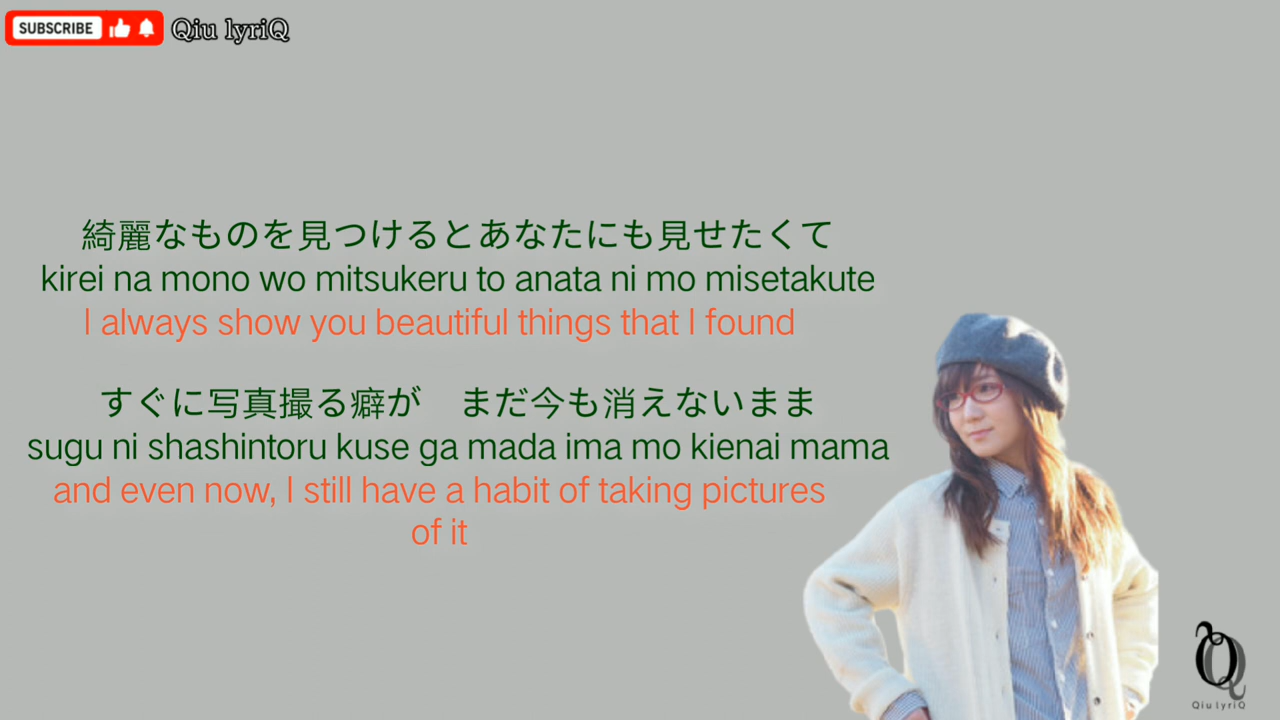 SUBSCRIBE Qiu lyriQ
綺麗なものを見つけるとあなたにも見せたくて
kirei na mono wo mitsukeru to anata ni mo misetakute
I always show you beautiful things that I found
すぐに写真撮る癖が　まだ今も消えないまま
sugu ni shashintoru kuse ga mada ima mo kienai mama
and even now, I still have a habit of taking pictures
of it
Qiu lyriQ